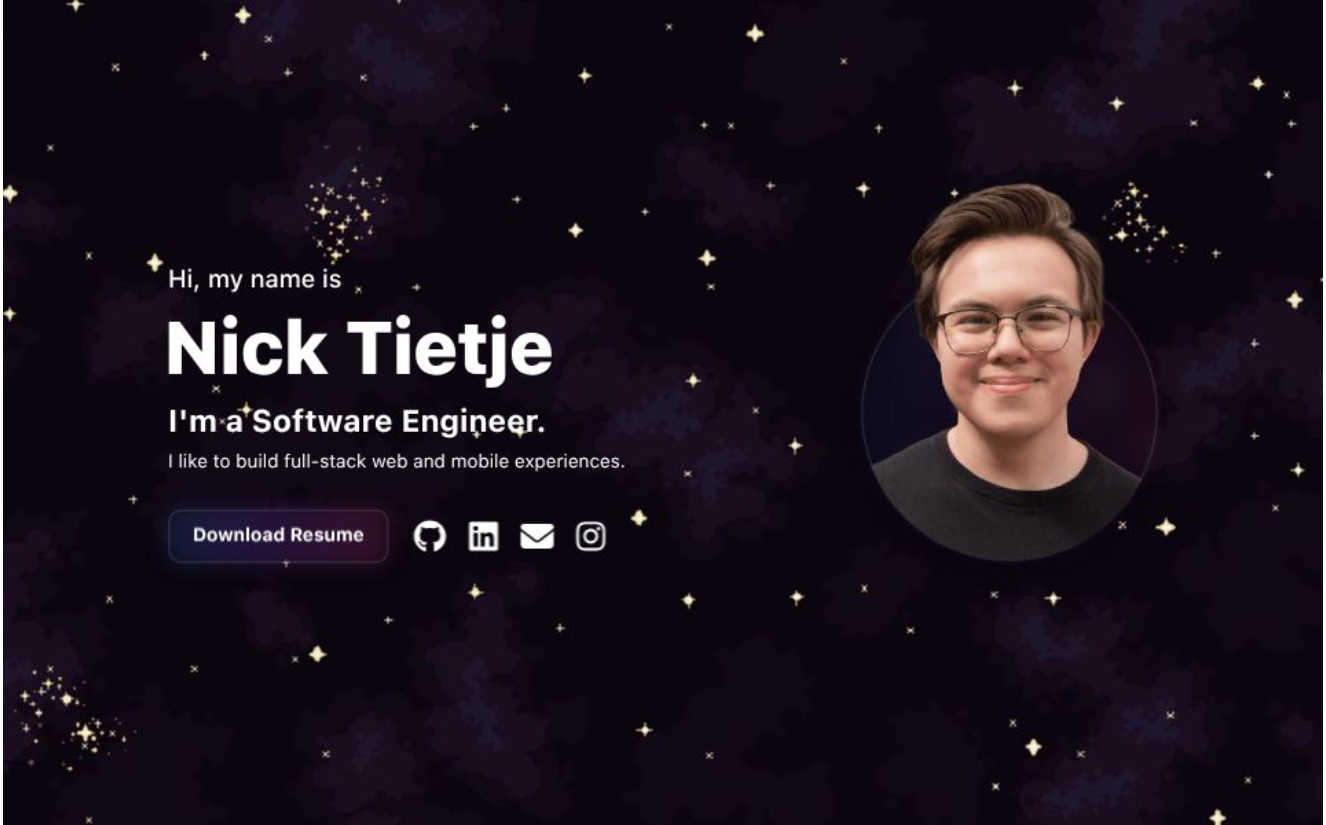 Hi, my name is
Nick Tietje
I'm a Software Engineer.
I like to build full-stack web and mobile experiences.
Download Resume